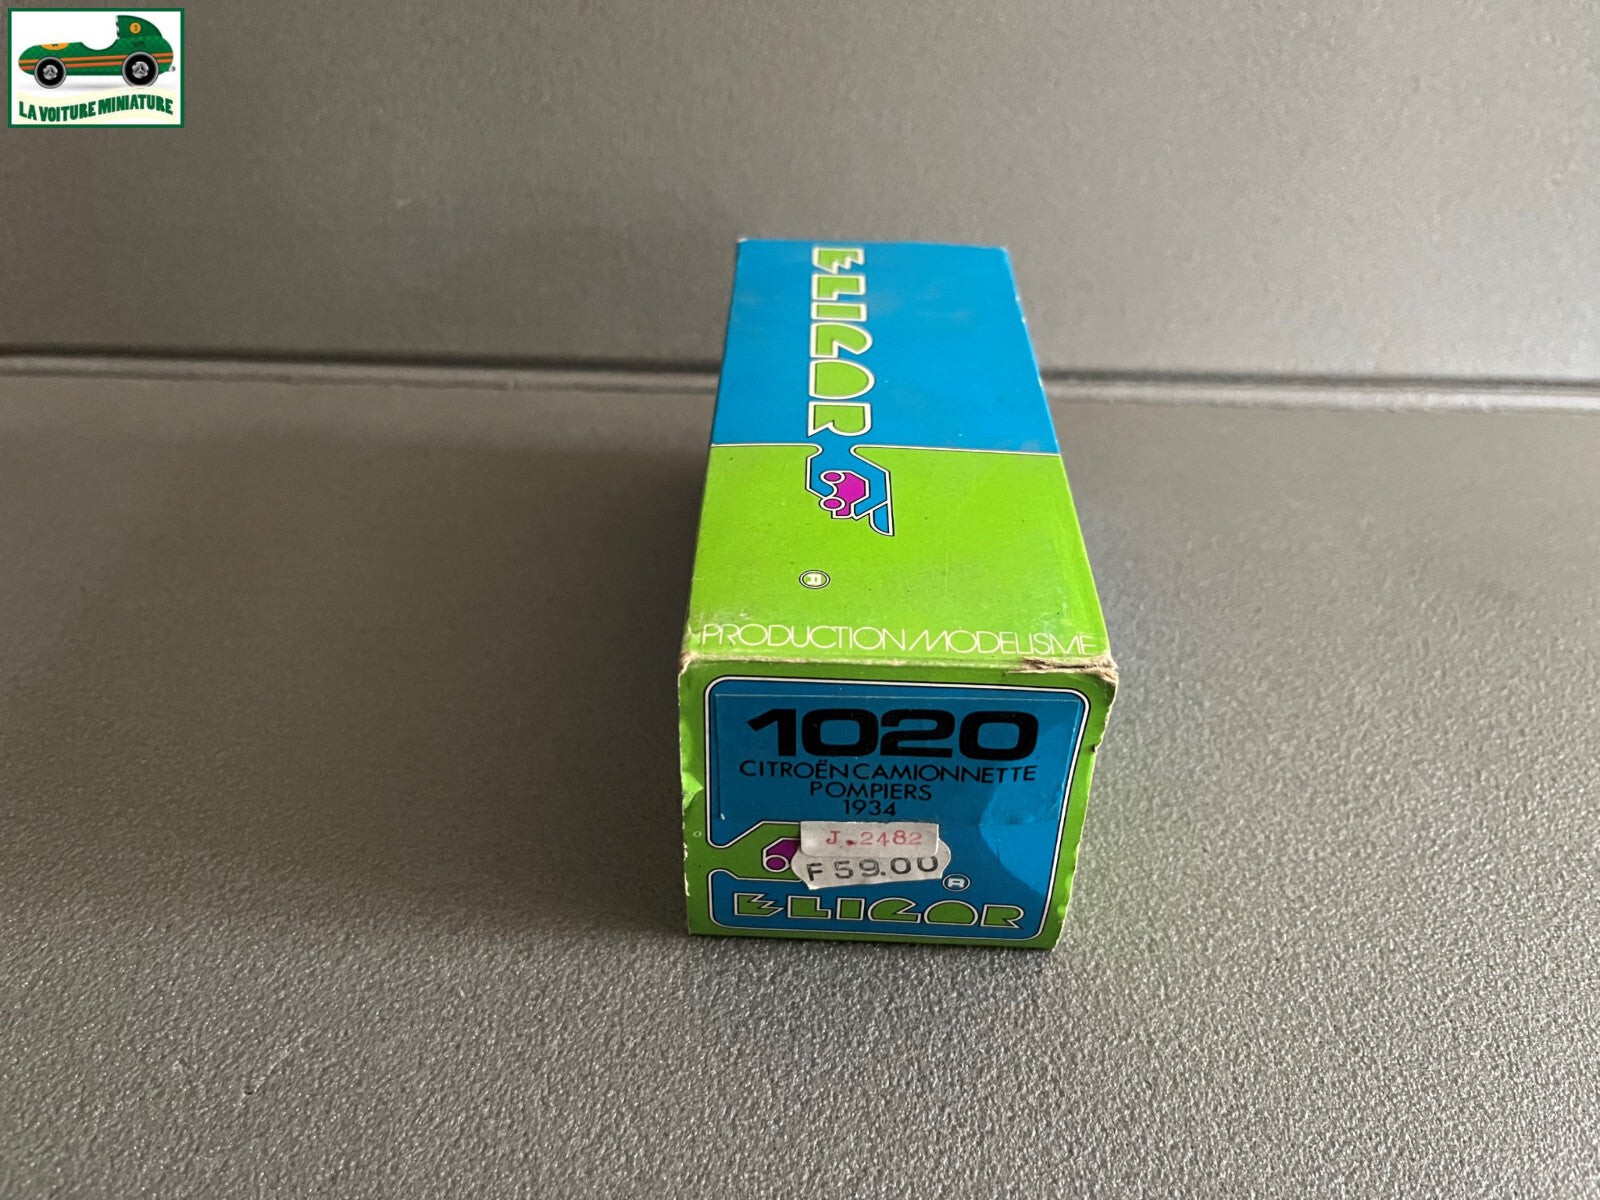 LA VOITURE MINIATURE
ELIGOR
PRODUCTION/MODELISME
1020
CITROËN CAMIONNETTE
POMPIERS
1934
J.2482
F 59.00
ELIGOR